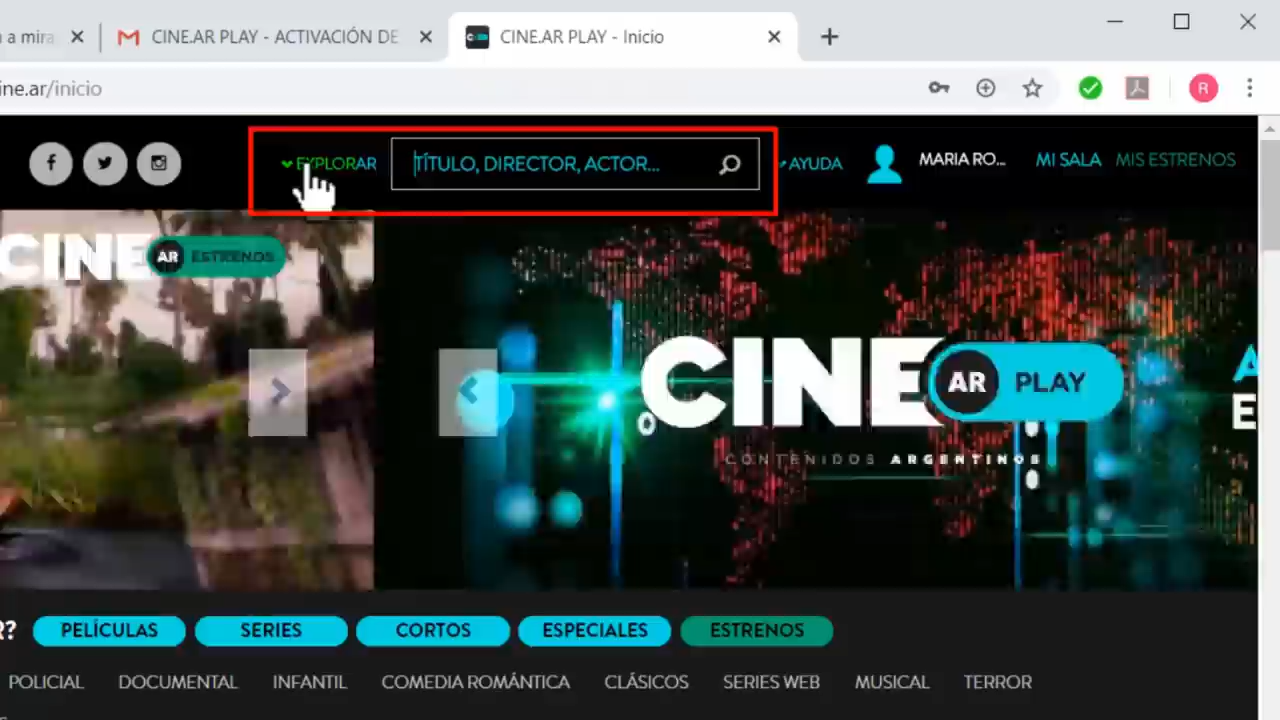 a mira
CINE.AR PLAY - ACTIVACIÓN DE
CINE.AR PLAY - Inicio
ine.ar/inicio
R
EXPLORAR
TÍTULO, DIRECTOR, ACTOR...
AYUDA
MARIA RO...
MI SALA
MIS ESTRENOS
CINE AR ESTRENOS
CINE AR PLAY
CONTENIDOS ARGENTINOS
A
E
R?
PELÍCULAS
SERIES
CORTOS
ESPECIALES
ESTRENOS
POLICIAL
DOCUMENTAL
INFANTIL
COMEDIA ROMÁNTICA
CLÁSICOS
SERIES WEB
MUSICAL
TERROR